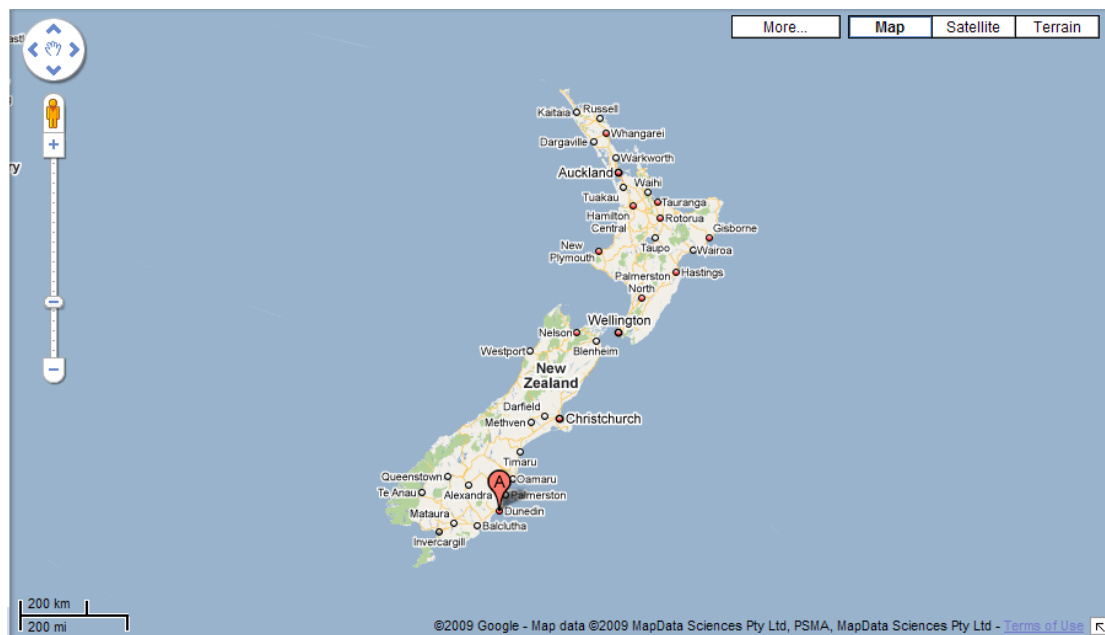 More...
Map
Satellite
Terrain
ry
Kaitaia
Russell
Whangarei
Dargaville
Warkworth
Auckland
Waihi
Tuakau
Tauranga
Hamilton
Central
Rotorua
Gisborne
New
Plymouth
Taupo
Wairoa
Palmerston
North
Hastings
Wellington
Nelson
Blenheim
Westport
New
Zealand
Darfield
Methven
Christchurch
Timaru
Queenstown
A
Oamaru
Te Anau
Alexandra
Palmerston
Dunedin
Mataura
Balclutha
Invercargill
200 km
200 mi
©2009 Google - Map data ©2009 MapData Sciences Pty Ltd, PSMA, MapData Sciences Pty Ltd - Terms of Use